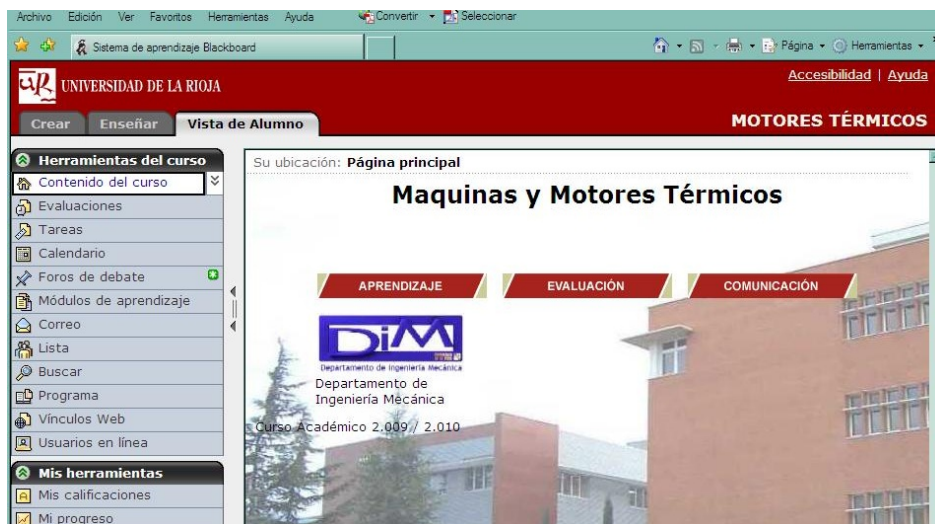 Archivo Edición Ver Favoritos Herramientas Ayuda Convertir Seleccionar
Sistema de aprendizaje Blackboard Página Herramientas
UR UNIVERSIDAD DE LA RIOJA
Accesibilidad | Ayuda
Crear Enseñar Vista de Alumno
MOTORES TÉRMICOS
Herramientas del curso
Contenido del curso
Evaluaciones
Tareas
Calendario
Foros de debate
Módulos de aprendizaje
Correo
Lista
Buscar
Programa
Vínculos Web
Usuarios en línea
Mis herramientas
Mis calificaciones
Mi progreso
Su ubicación: Página principal
Maquinas y Motores Térmicos
APRENDIZAJE EVALUACIÓN COMUNICACIÓN
DiM
Departamento de Ingeniería Mecánica
Departamento de
Ingeniería Mecánica
Curso Académico 2.009 / 2.010